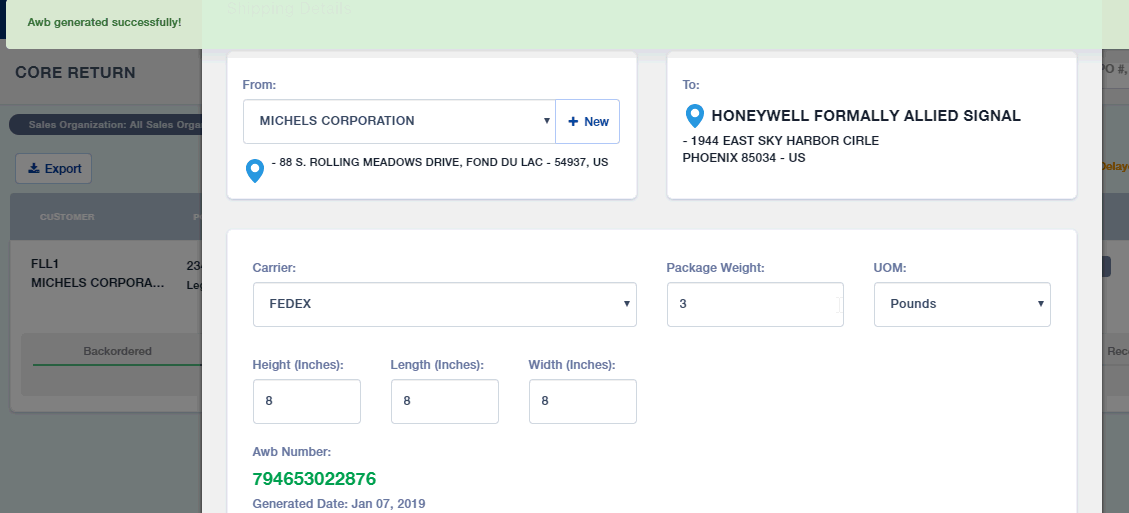 Awb generated successfully!
Shipping Details
CORE RETURN
PO #,
Sales Organization: All Sales Orga
Export
Delay
CUSTOMER
P
FLL1
MICHELS CORPORA...
23
Leg
Backordered
Rec
From:
MICHELS CORPORATION
+ New
- 88 S. ROLLING MEADOWS DRIVE, FOND DU LAC - 54937, US
To:
HONEYWELL FORMALLY ALLIED SIGNAL
- 1944 EAST SKY HARBOR CIRLE
PHOENIX 85034 - US
Carrier:
Package Weight:
UOM:
FEDEX
3
Pounds
Height (Inches):
Length (Inches):
Width (Inches):
8
8
8
Awb Number:
794653022876
Generated Date: Jan 07, 2019